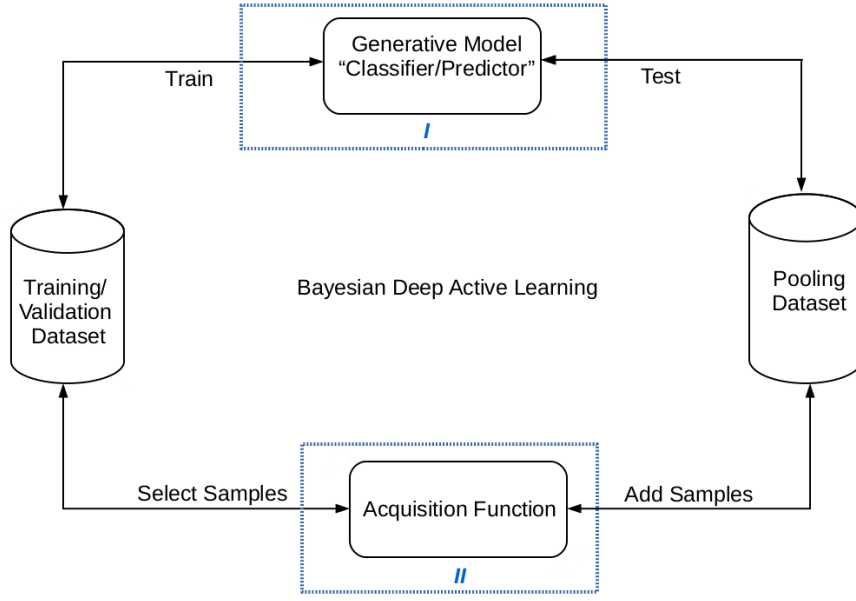 Generative Model
“Classifier/Predictor”
Train
Test
I
Training/
Validation
Dataset
Bayesian Deep Active Learning
Pooling
Dataset
Select Samples
Acquisition Function
Add Samples
II